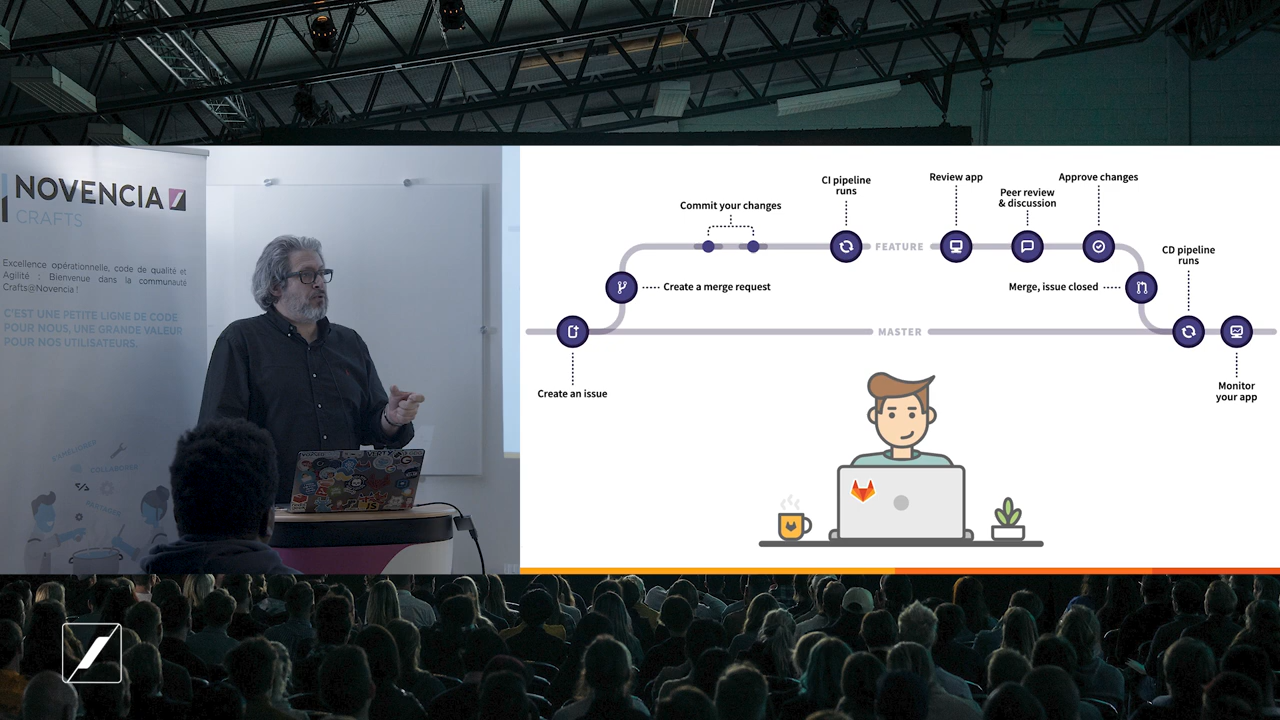 NOVENCIA
CRAFTS
Excellence opérationnelle, code de qualité et
Agilité : Bienvenue dans la communauté
Crafts@Novencia !
C'EST UNE PETITE LIGNE DE CODE
POUR NOUS, UNE GRANDE VALEUR
POUR NOS UTILISATEURS.
COLLABORER
CI pipeline
runs
Review app
Approve changes
Peer review
& discussion
Commit your changes
FEATURE
CD pipeline
runs
Create a merge request
Merge, issue closed
MASTER
Create an issue
Monitor
your app